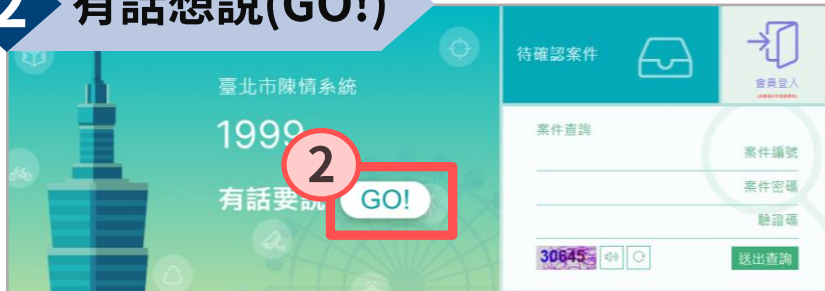 2 有話想說(GO!)
臺北市陳情系統
1999
2
有話要說 GO!
待確認案件
會員登入
案件查詢
案件編號
案件密碼
驗證碼
30645
送出查詢